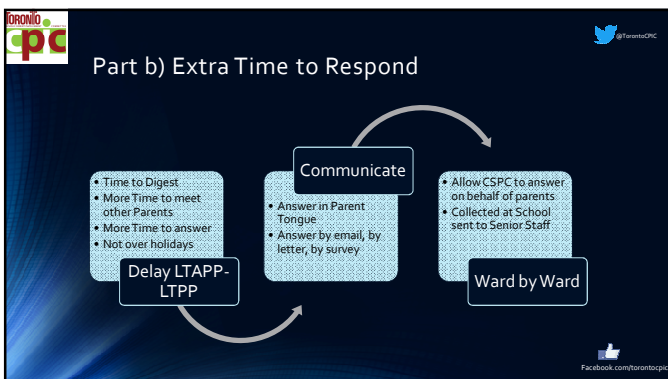 TORONTO
cpic
@TorontoCPIC
Part b) Extra Time to Respond
• Time to Digest
• More Time to meet
other Parents
• More Time to answer
• Not over holidays
Delay LTAPP-
LTPP
Communicate
• Answer in Parent
Tongue
• Answer by email, by
letter, by survey
• Allow CSPC to answer
on behalf of parents
• Collected at School
sent to Senior Staff
Ward by Ward
Facebook.com/torontocpic